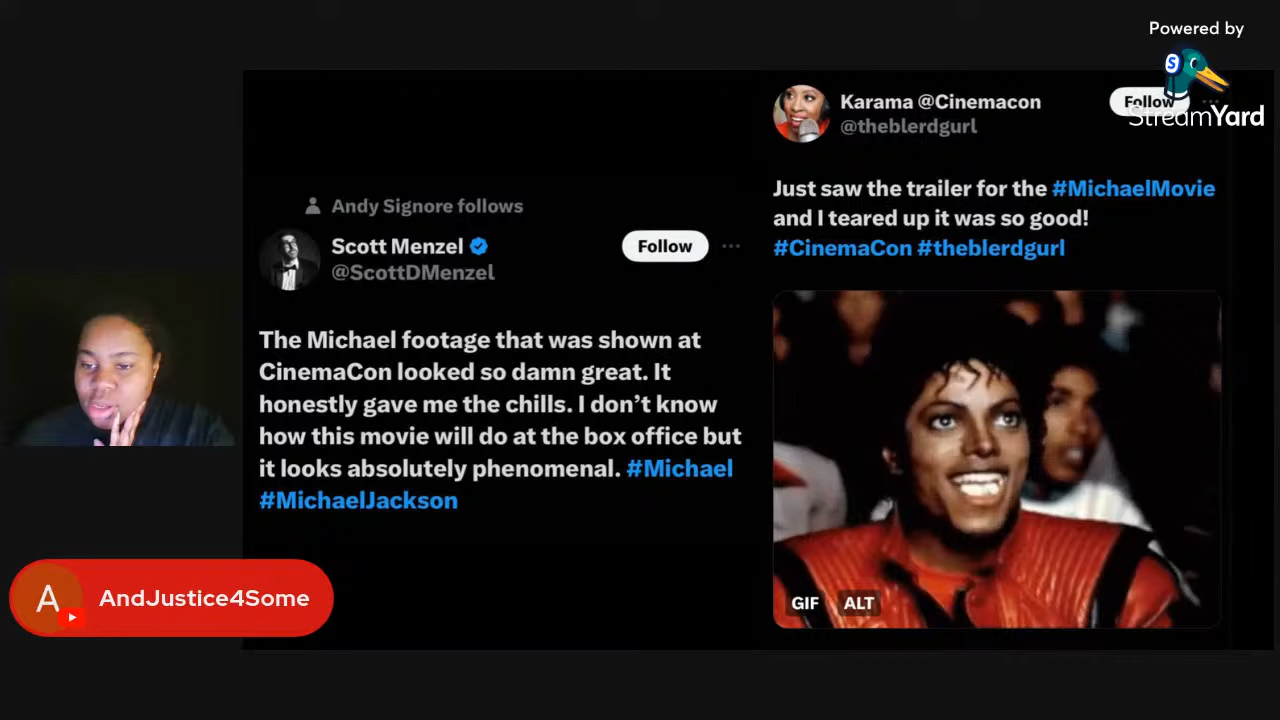 Powered by
StreamYard
Andy Signore follows
Scott Menzel
@ScottDMenzel
Follow
The Michael footage that was shown at
CinemaCon looked so damn great. It
honestly gave me the chills. I don’t know
how this movie will do at the box office but
it looks absolutely phenomenal. #Michael
#MichaelJackson
Karama @Cinemacon
@theblerdgurl
Follow
Just saw the trailer for the #MichaelMovie
and I teared up it was so good!
#CinemaCon #theblerdgurl
GIF ALT
A AndJustice4Some